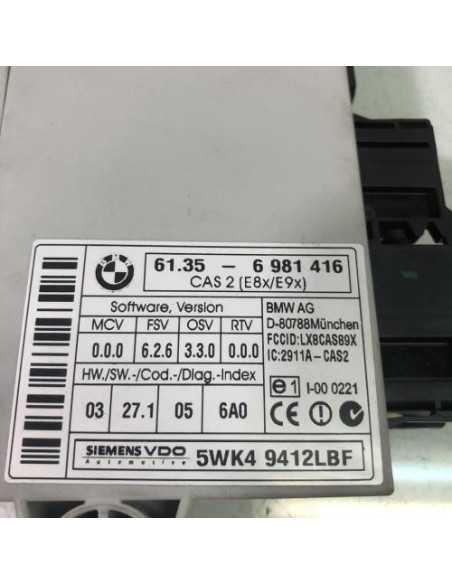 BMW
61.35 - 6 981 416
CAS 2 (E8x/E9x)
Software, Version
MCV FSV OSV RTV
0.0.0 6.2.6 3.3.0 0.0.0
HW./SW.-/Cod.-/Diag.-Index
03 27.1 05 6A0
BMW AG
D-80788München
FCCID:LX8CAS89X
IC:2911A-CAS2
e1 I-00 0221
CE
SIEMENS VDO
Automotive
5WK4 9412LBF